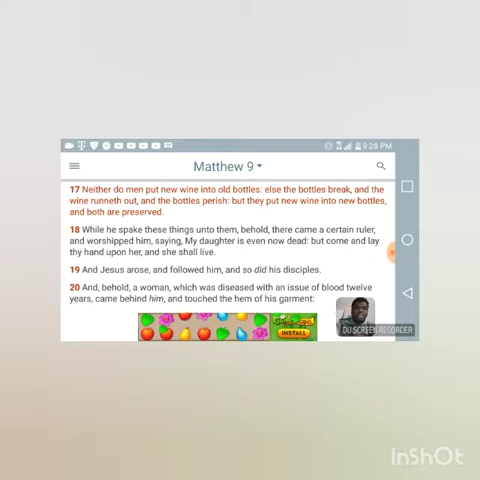 9:28 PM
Matthew 9
17 Neither do men put new wine into old bottles: else the bottles break, and the
wine runneth out, and the bottles perish: but they put new wine into new bottles,
and both are preserved.
18 While he spake these things unto them, behold, there came a certain ruler,
and worshipped him, saying, My daughter is even now dead: but come and lay
thy hand upon her, and she shall live.
19 And Jesus arose, and followed him, and so did his disciples.
20 And, behold, a woman, which was diseased with an issue of blood twelve
years, came behind him, and touched the hem of his garment:
INSTALL
DU SCREEN RECORDER
InShOt